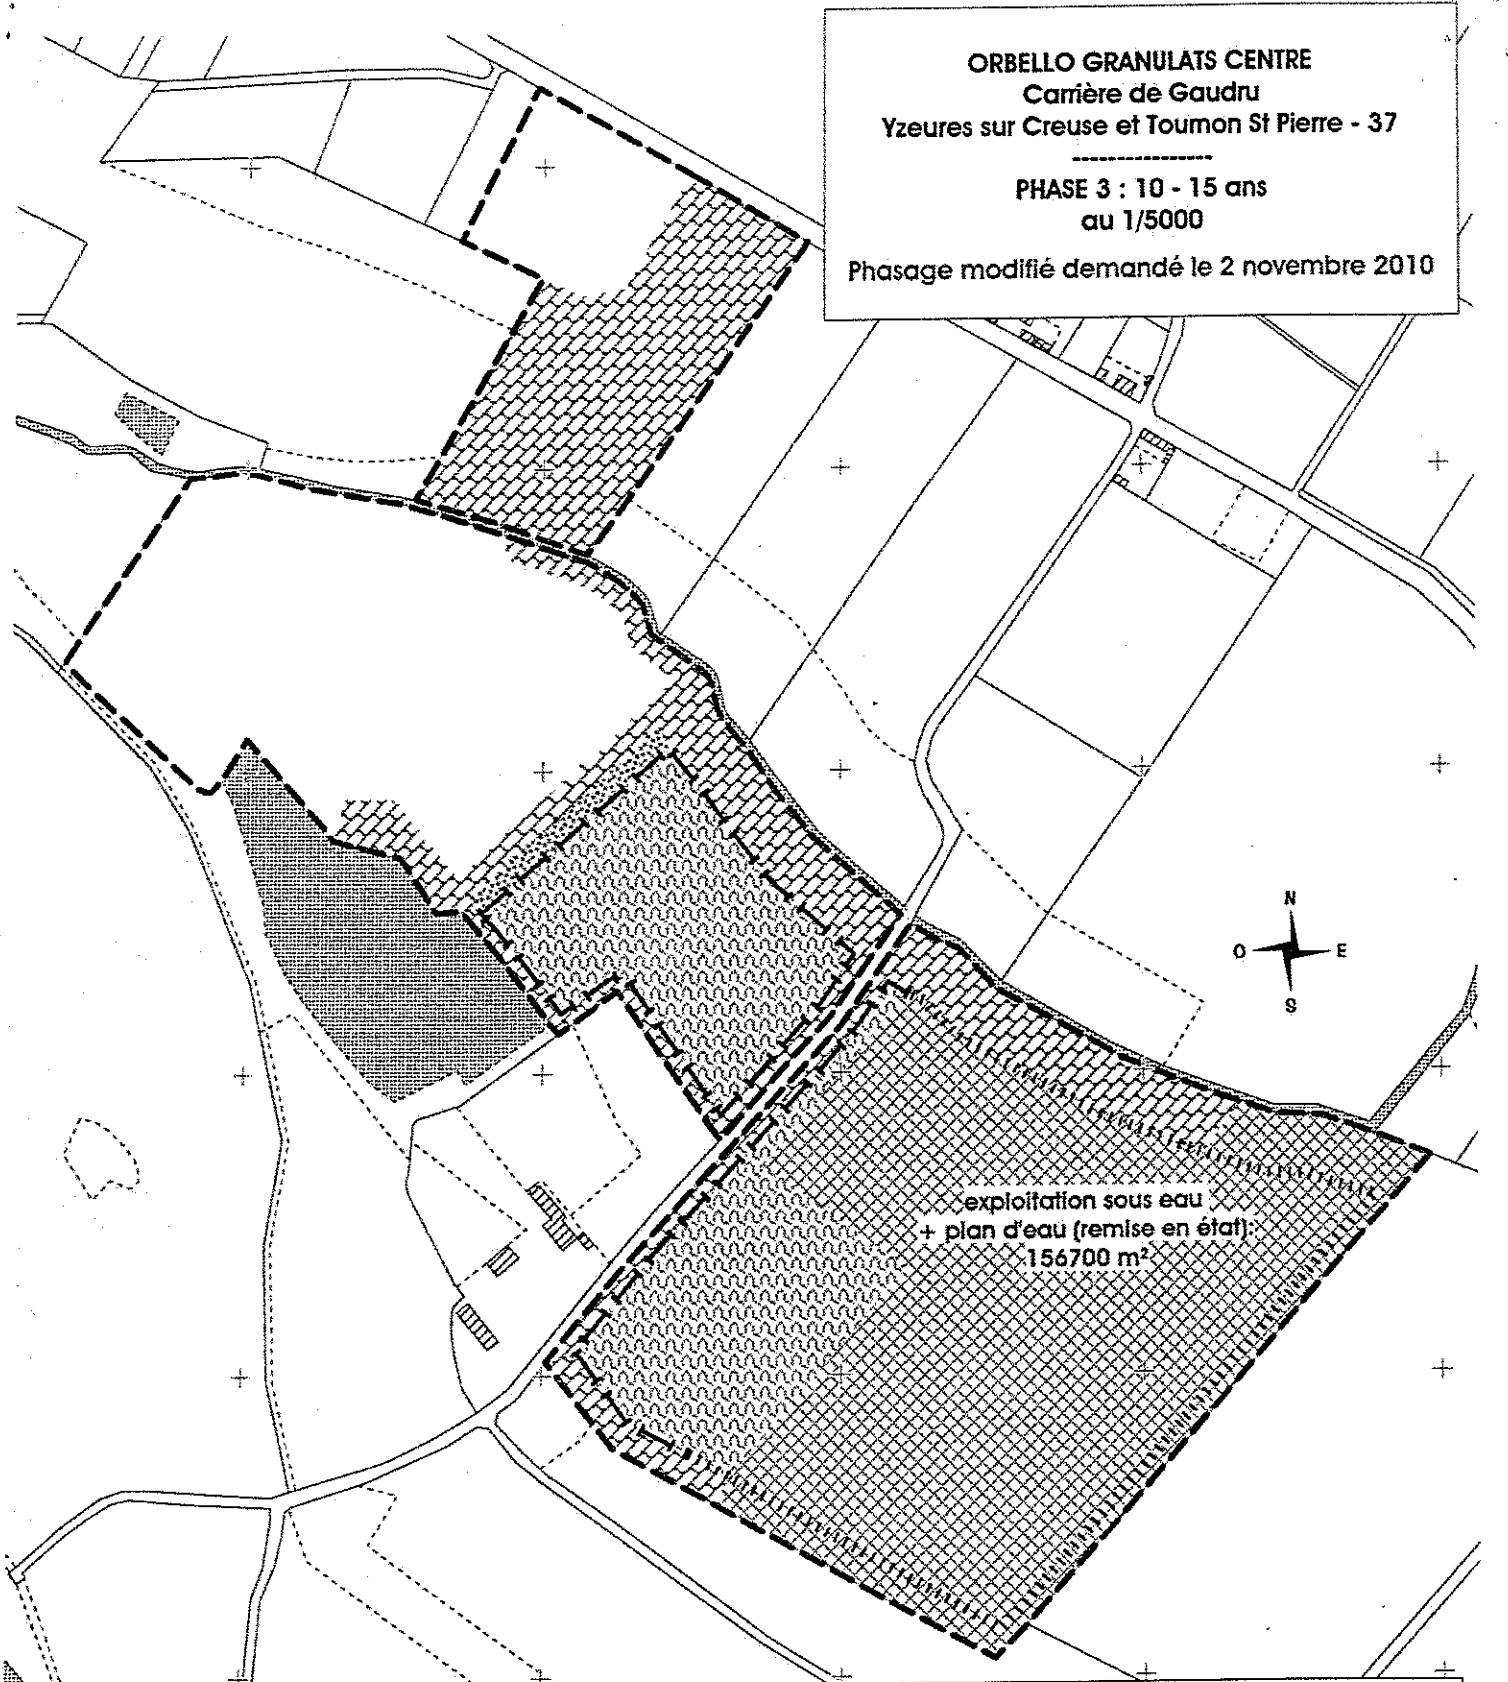 ORBELLO GRANULATS CENTRE
Carrière de Gaudru
Yzeures sur Creuse et Tournon St Pierre - 37
----------------
PHASE 3 : 10 - 15 ans
au 1/5000
Phasage modifié demandé le 2 novembre 2010
N
O E
S
exploitation sous eau
+ plan d'eau (remise en état):
156700 m²